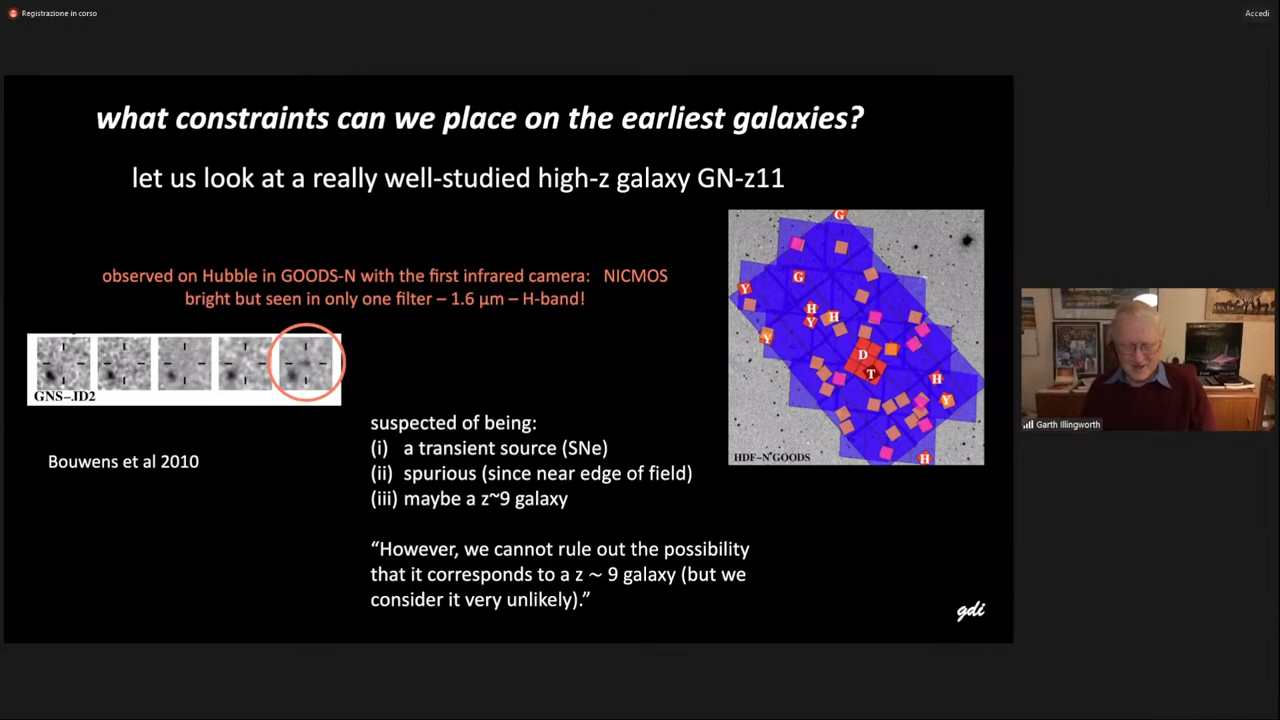 Registrazione in corso
Accedi
what constraints can we place on the earliest galaxies?
let us look at a really well-studied high-z galaxy GN-z11
observed on Hubble in GOODS-N with the first infrared camera: NICMOS
bright but seen in only one filter – 1.6 μm – H-band!
GNS-JD2
Bouwens et al 2010
suspected of being:
(i) a transient source (SNe)
(ii) spurious (since near edge of field)
(iii) maybe a z~9 galaxy
“However, we cannot rule out the possibility
that it corresponds to a z ~ 9 galaxy (but we
consider it very unlikely).”
G
G
Y
H
Y
H
Y
D
T
H
Y
H
HDF-N GOODS
gdi
Garth Illingworth